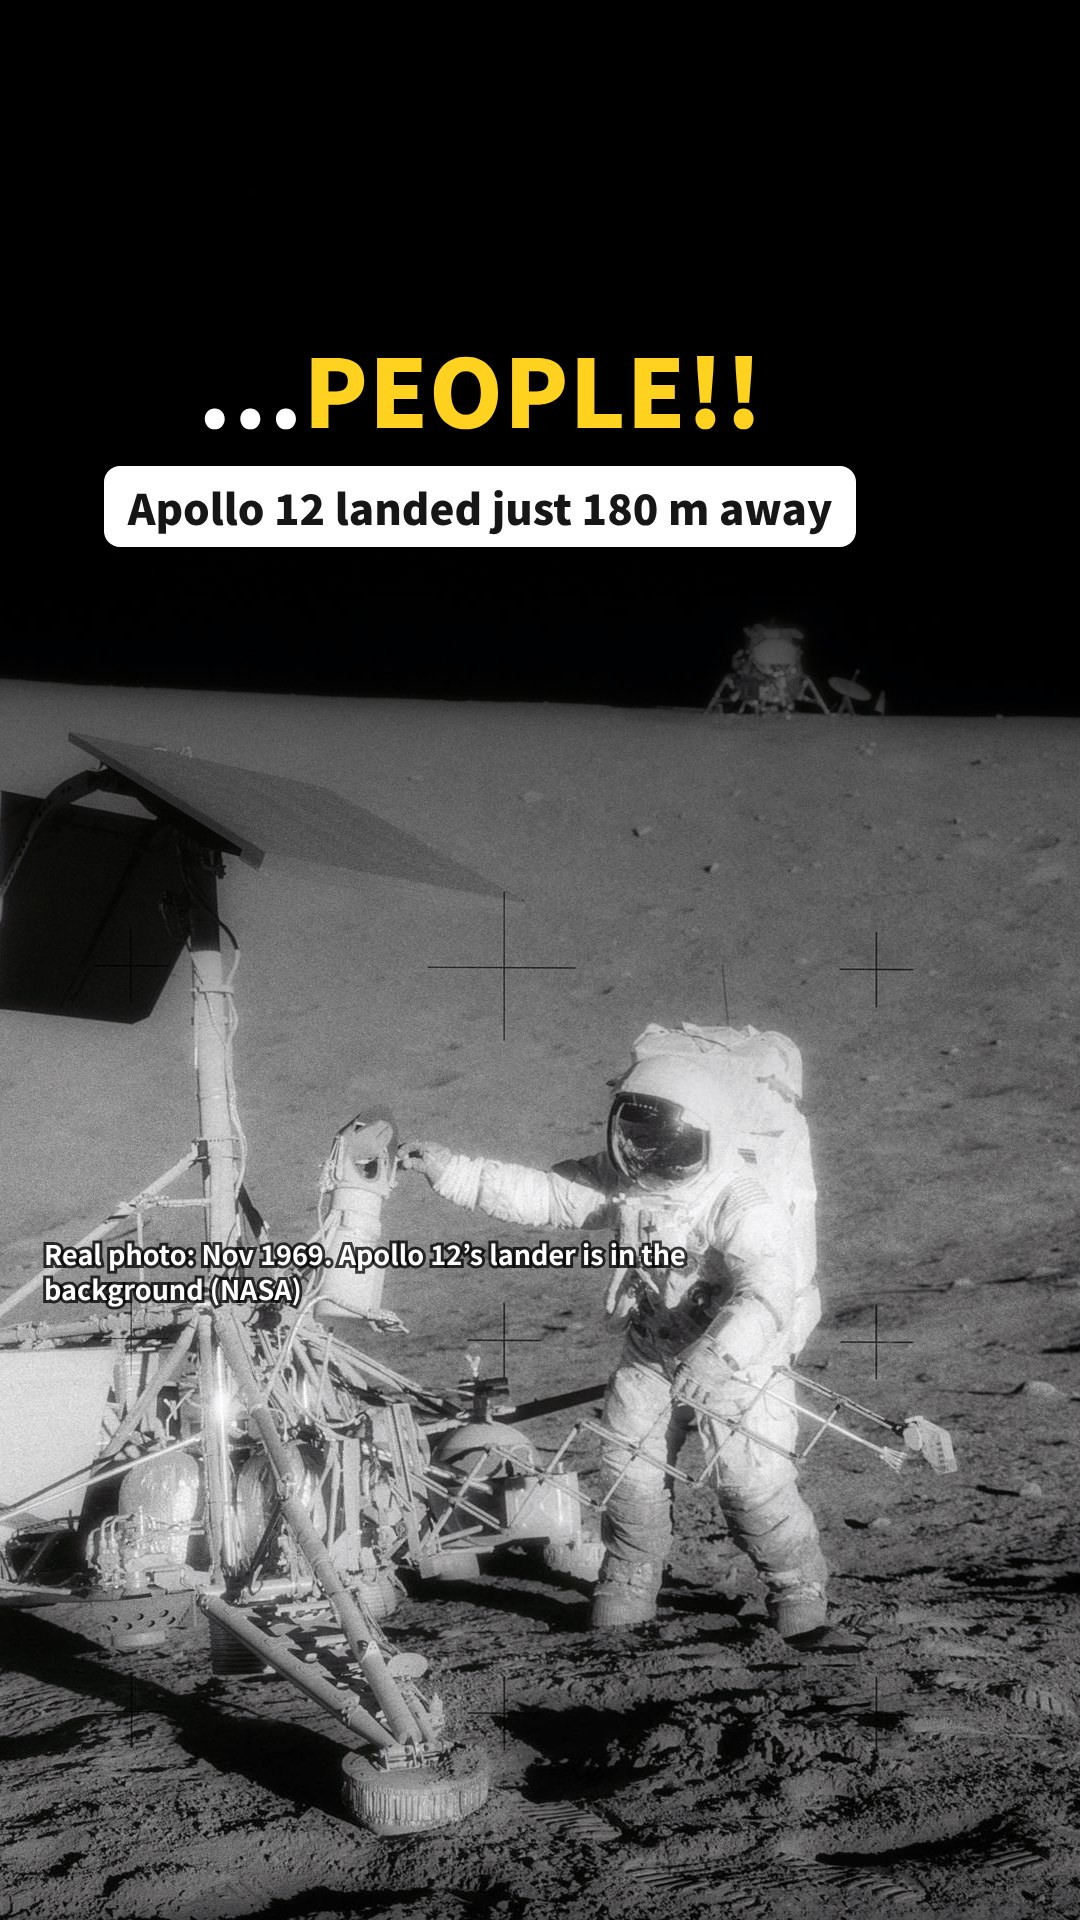 ...PEOPLE!!
Apollo 12 landed just 180 m away
Real photo: Nov 1969. Apollo 12’s lander is in the
background (NASA)